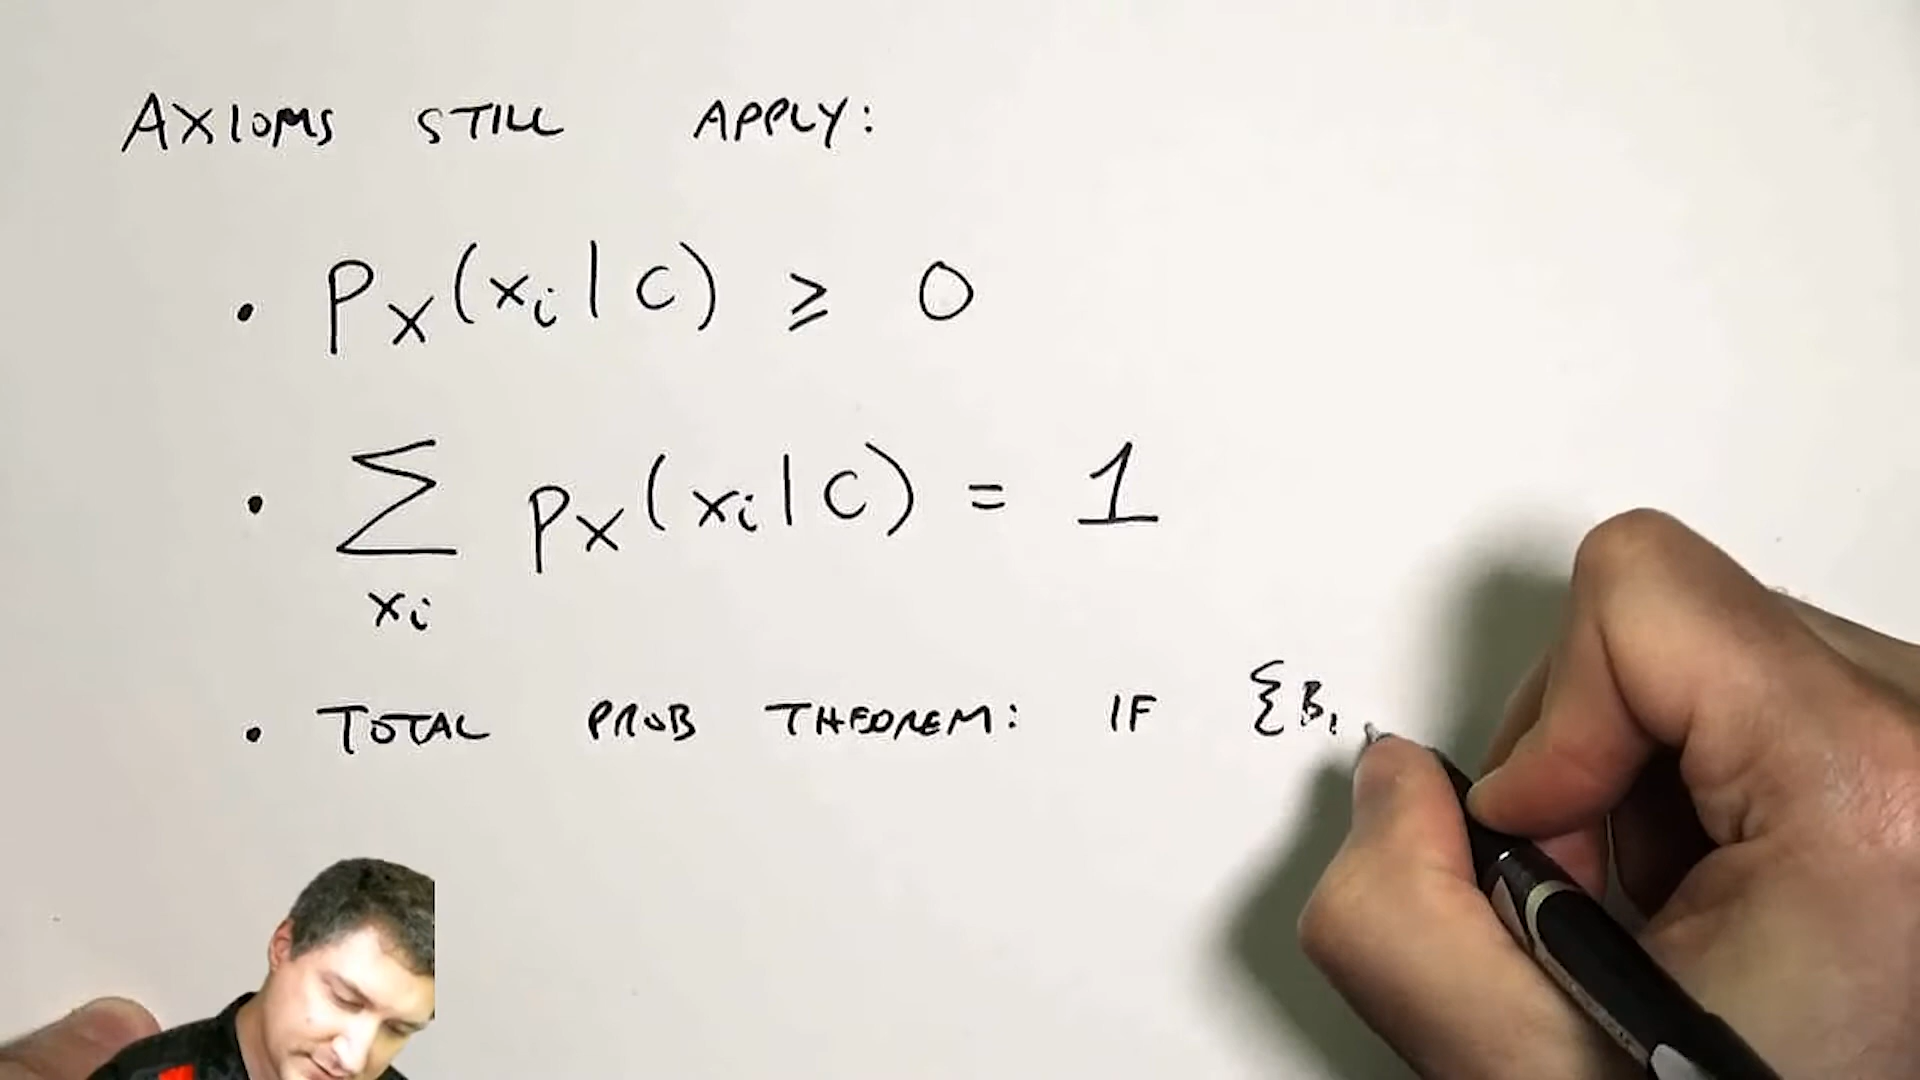 AXIOMS STILL APPLY:
• pₓ(xᵢ | C) ≥ 0
• ∑ pₓ(xᵢ | C) = 1
xᵢ
• TOTAL PROB THEOREM: IF {B₁